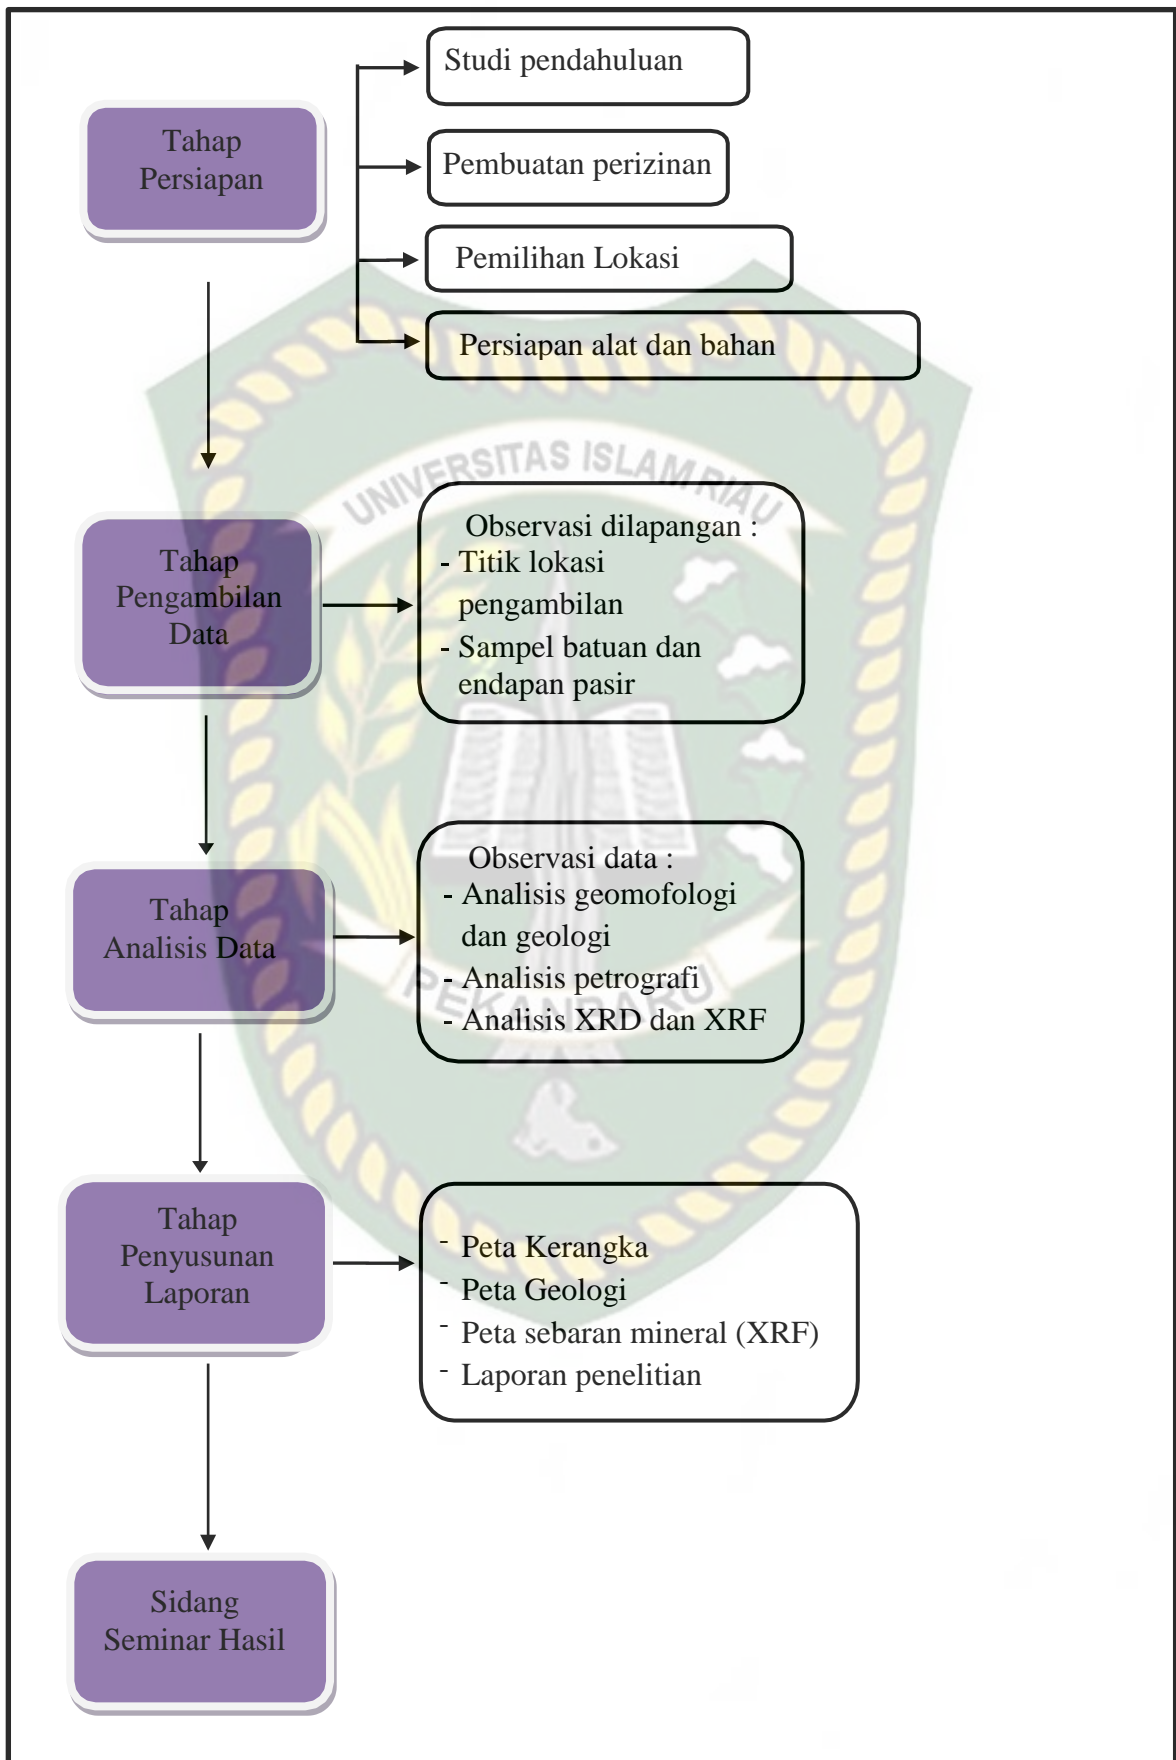 Tahap
Persiapan
Studi pendahuluan
Pembuatan perizinan
Pemilihan Lokasi
Persiapan alat dan bahan
UNIVERSITAS ISLAM RIAU
Tahap
Pengambilan
Data
Observasi dilapangan :
- Titik lokasi
pengambilan
- Sampel batuan dan
endapan pasir
Tahap
Analisis Data
Observasi data :
- Analisis geomofologi
dan geologi
- Analisis petrografi
- Analisis XRD dan XRF
PEKANBARU
Tahap
Penyusunan
Laporan
- Peta Kerangka
- Peta Geologi
- Peta sebaran mineral (XRF)
- Laporan penelitian
Sidang
Seminar Hasil